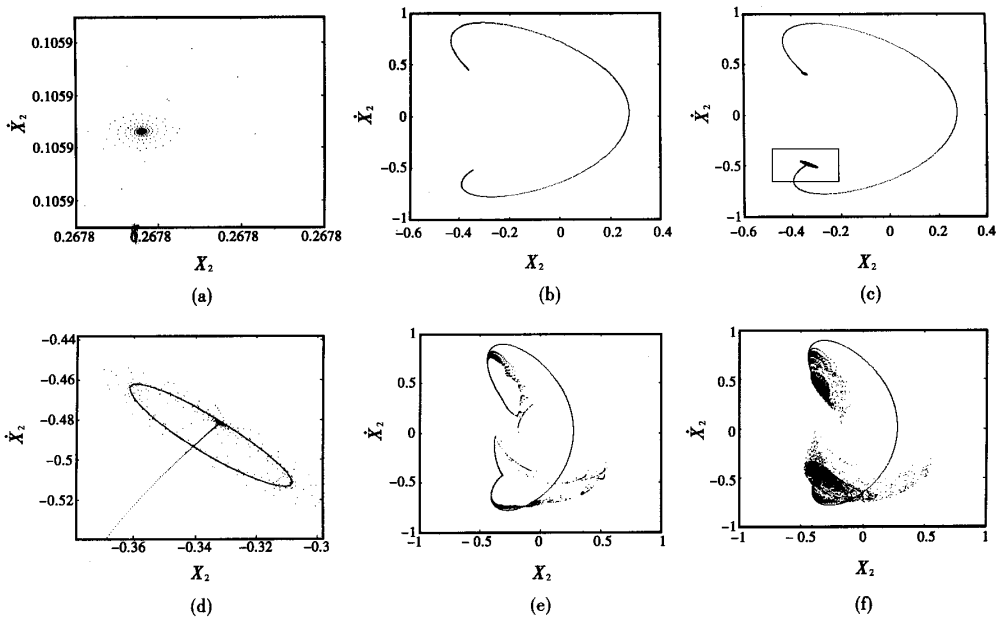 0.1059
0.1059
0.1059
0.1059
Ẋ₂
0.2678 0.2678 0.2678 0.2678
X₂
(a)
1
0.5
0
−0.5
−1
Ẋ₂
−0.6 −0.4 −0.2 0 0.2 0.4
X₂
(b)
1
0.5
0
−0.5
−1
Ẋ₂
−0.6 −0.4 −0.2 0 0.2 0.4
X₂
(c)
−0.44
−0.46
−0.48
−0.5
−0.52
Ẋ₂
−0.36 −0.34 −0.32 −0.3
X₂
(d)
1
0.5
0
−0.5
−1
Ẋ₂
−1 −0.5 0 0.5 1
X₂
(e)
1
0.5
0
−0.5
−1
Ẋ₂
−1 −0.5 0 0.5 1
X₂
(f)